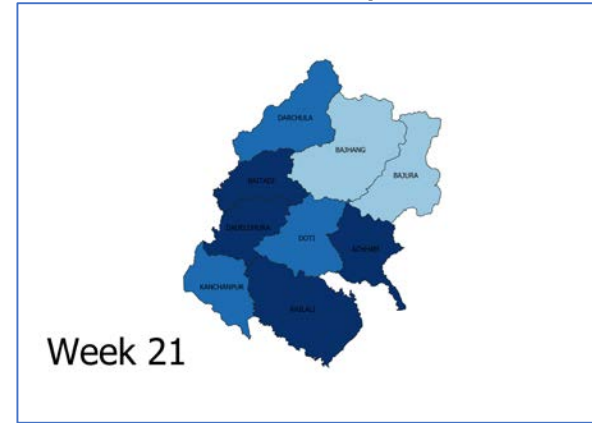 DARCHULA
BAJHANG
BAJURA
BAITADI
DADELDHURA
DOTI
ACHHAM
KANCHANPUR
KAILALI
Week 21